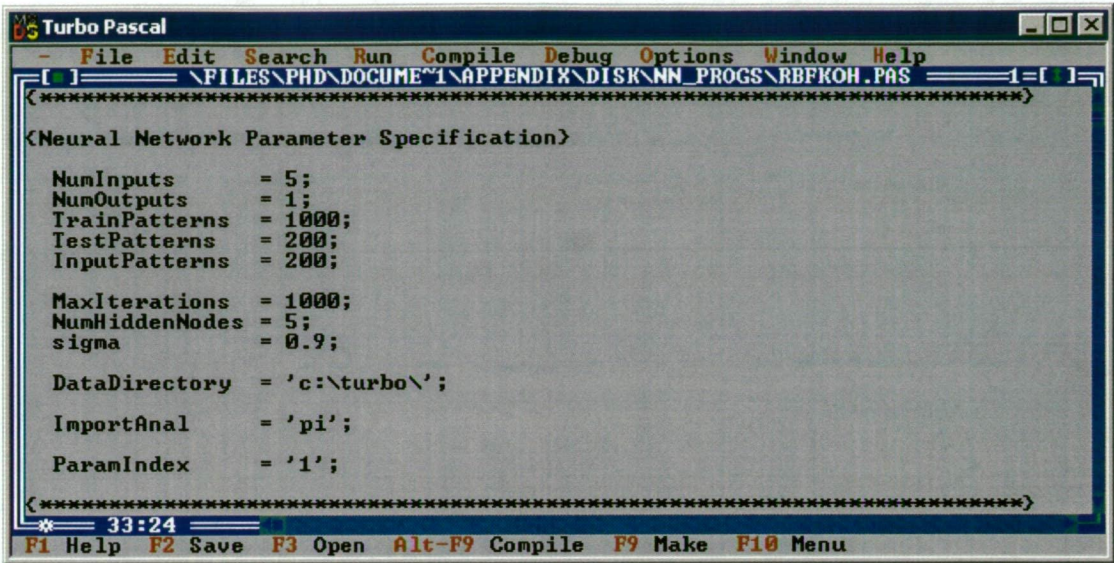 Turbo Pascal
- File Edit Search Run Compile Debug Options Window Help
\FILES\PHD\DOCUME~1\APPENDIX\DISK\NN_PROGS\RBFKOH.PAS 1=[↕]
{*************************************************************************}
{Neural Network Parameter Specification}
NumInputs = 5;
NumOutputs = 1;
TrainPatterns = 1000;
TestPatterns = 200;
InputPatterns = 200;
MaxIterations = 1000;
NumHiddenNodes = 5;
sigma = 0.9;
DataDirectory = 'c:\turbo\';
ImportAnal = 'pi';
ParamIndex = '1';
{*************************************************************************}
33:24
F1 Help F2 Save F3 Open Alt-F9 Compile F9 Make F10 Menu